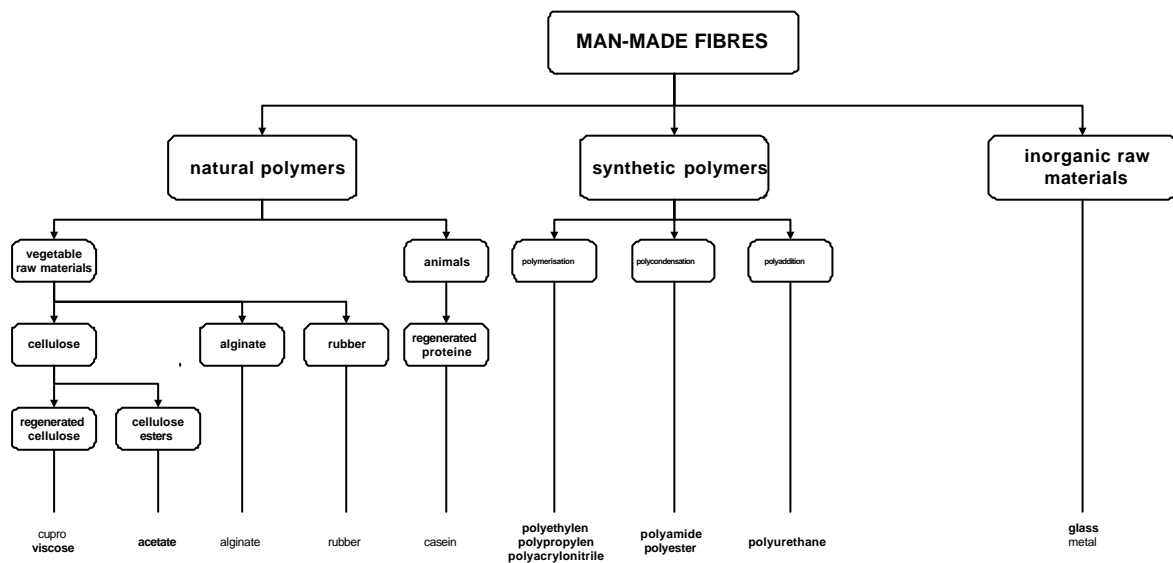 MAN-MADE FIBRES
natural polymers
synthetic polymers
inorganic raw
materials
vegetable
raw materials
animals
polymerisation
polycondensation
polyaddition
cellulose
alginate
rubber
regenerated
proteine
regenerated
cellulose
cellulose
esters
cupro
viscose
acetate
alginate
rubber
casein
polyethylen
polypropylen
polyacrylonitrile
polyamide
polyester
polyurethane
glass
metal